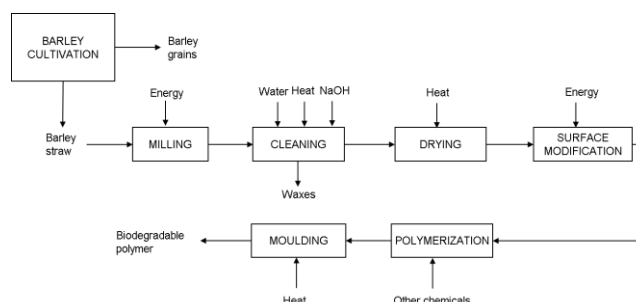 BARLEY
CULTIVATION
Barley
grains
Energy
Water Heat NaOH
Heat
Energy
Barley
straw
MILLING
CLEANING
DRYING
SURFACE
MODIFICATION
Waxes
Biodegradable
polymer
MOULDING
POLYMERIZATION
Heat
Other chemicals